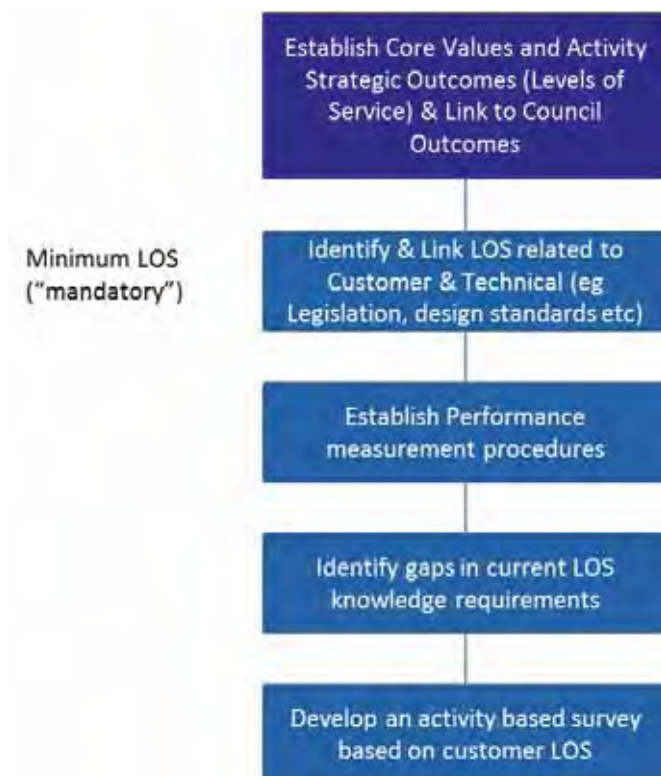 Establish Core Values and Activity
Strategic Outcomes (Levels of
Service) & Link to Council
Outcomes
Minimum LOS
(“mandatory”)
Identify & Link LOS related to
Customer & Technical (eg
Legislation, design standards etc)
Establish Performance
measurement procedures
Identify gaps in current LOS
knowledge requirements
Develop an activity based survey
based on customer LOS